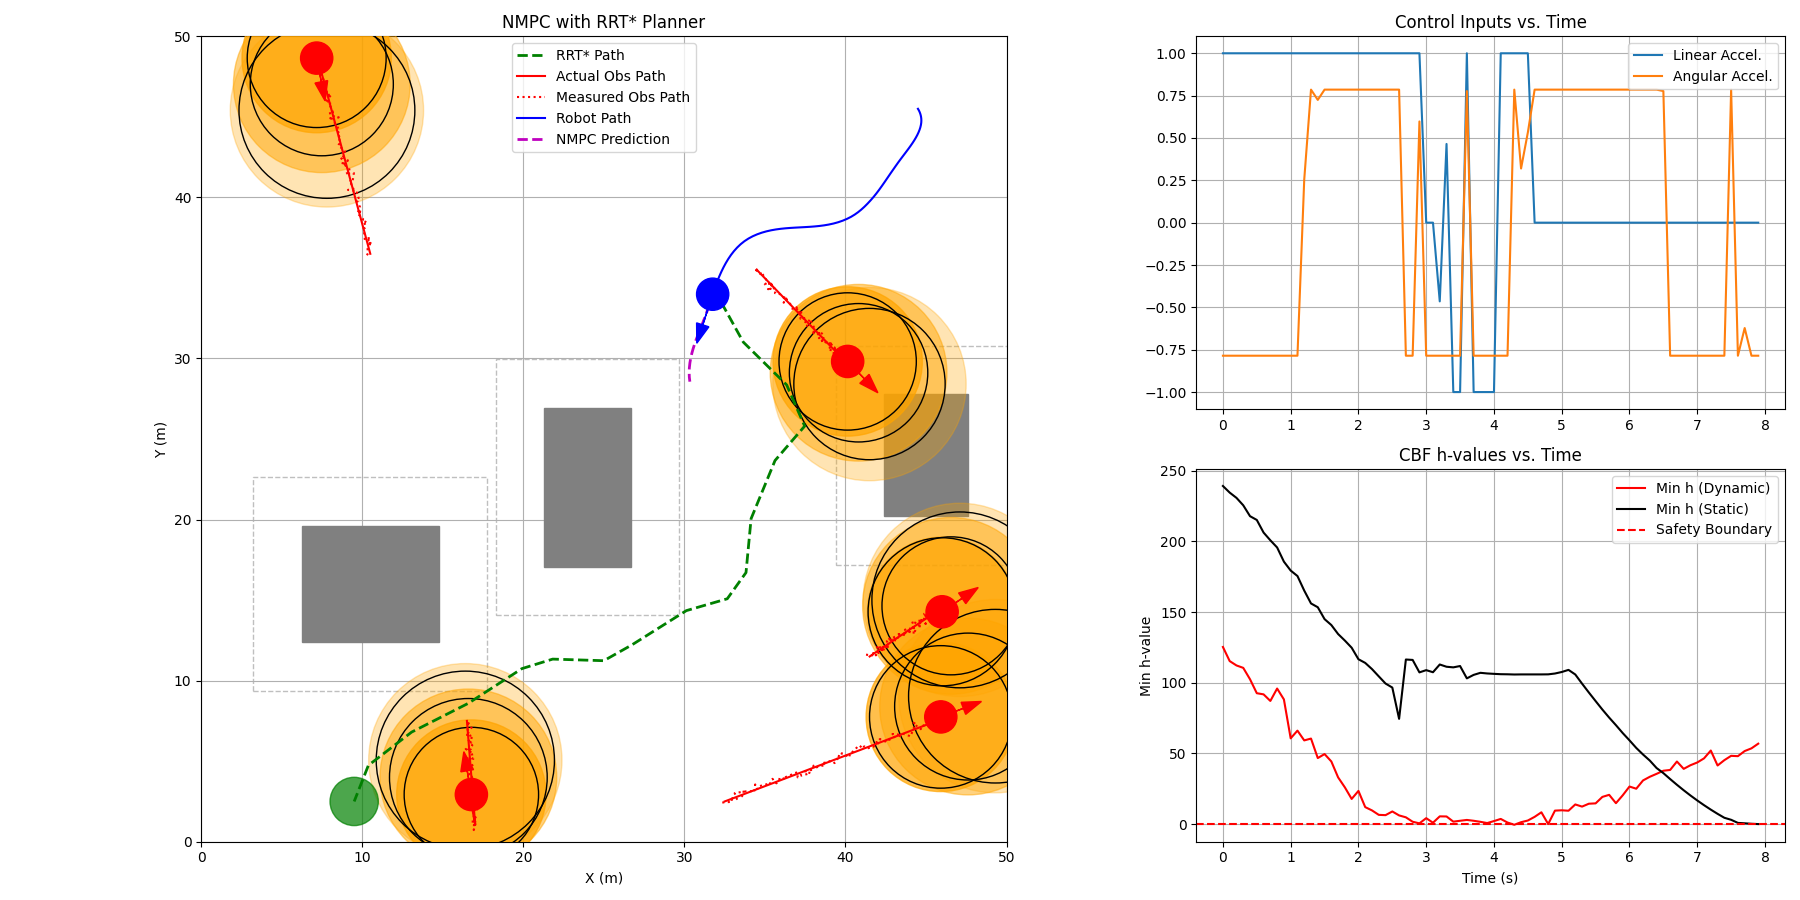 NMPC with RRT* Planner
RRT* Path
Actual Obs Path
Measured Obs Path
Robot Path
NMPC Prediction
50
40
30
20
10
0
0 10 20 30 40 50
Y (m)
X (m)
Control Inputs vs. Time
Linear Accel.
Angular Accel.
1.00
0.75
0.50
0.25
0.00
−0.25
−0.50
−0.75
−1.00
0 1 2 3 4 5 6 7 8
CBF h-values vs. Time
Min h (Dynamic)
Min h (Static)
Safety Boundary
250
200
150
100
50
0
Min h-value
0 1 2 3 4 5 6 7 8
Time (s)